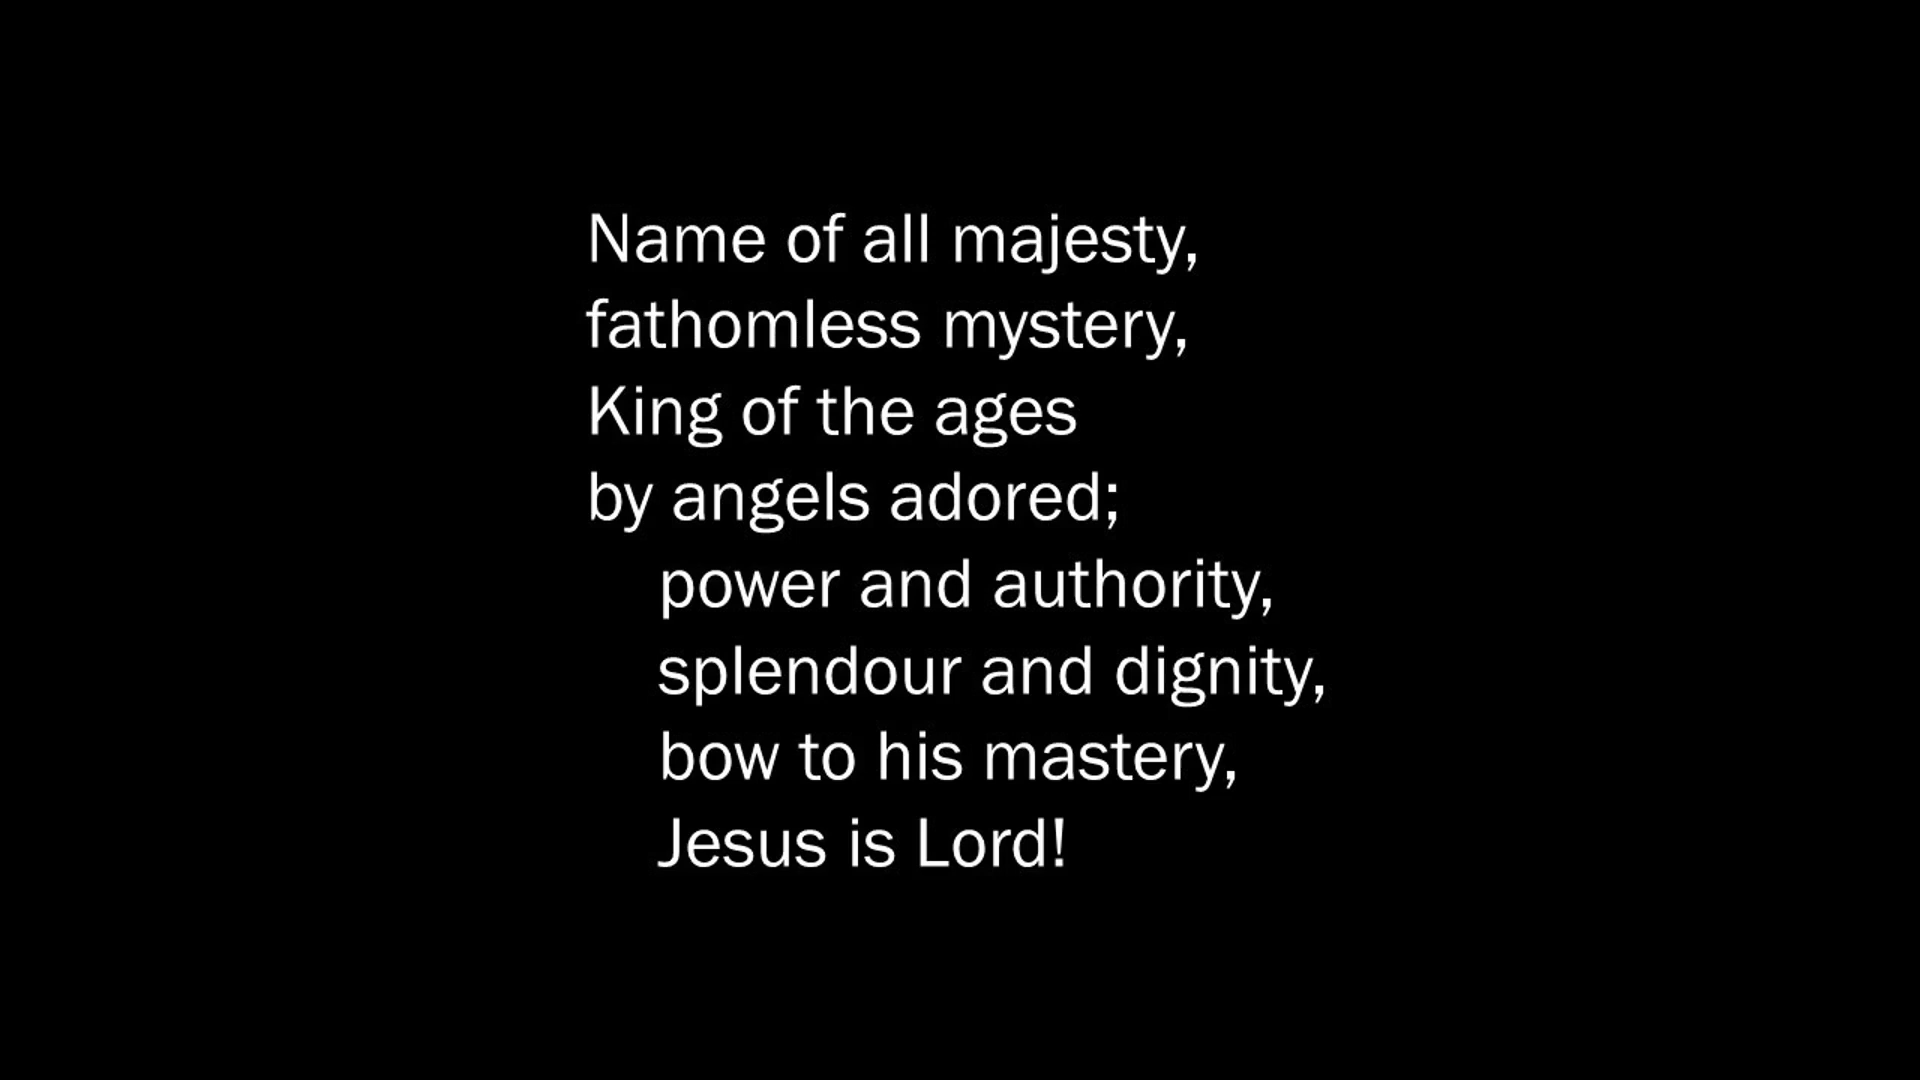 Name of all majesty,
fathomless mystery,
King of the ages
by angels adored;
power and authority,
splendour and dignity,
bow to his mastery,
Jesus is Lord!